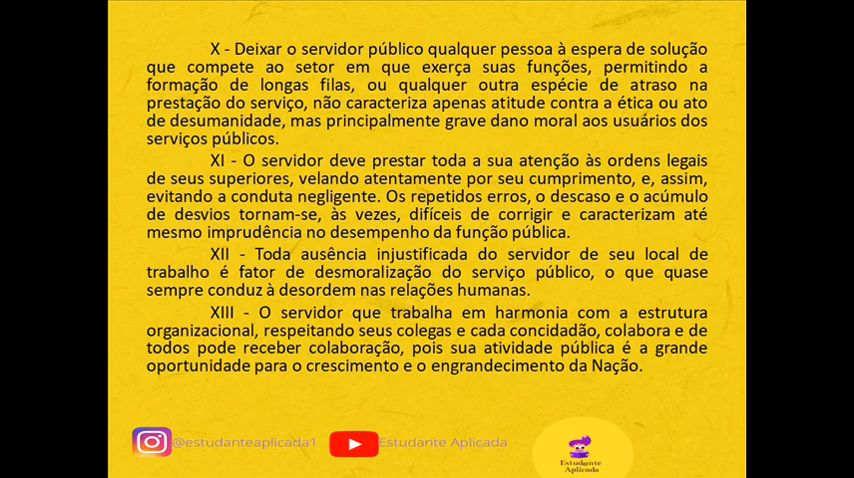 X - Deixar o servidor público qualquer pessoa à espera de solução
que compete ao setor em que exerça suas funções, permitindo a
formação de longas filas, ou qualquer outra espécie de atraso na
prestação do serviço, não caracteriza apenas atitude contra a ética ou ato
de desumanidade, mas principalmente grave dano moral aos usuários dos
serviços públicos.
XI - O servidor deve prestar toda a sua atenção às ordens legais
de seus superiores, velando atentamente por seu cumprimento, e, assim,
evitando a conduta negligente. Os repetidos erros, o descaso e o acúmulo
de desvios tornam-se, às vezes, difíceis de corrigir e caracterizam até
mesmo imprudência no desempenho da função pública.
XII - Toda ausência injustificada do servidor de seu local de
trabalho é fator de desmoralização do serviço público, o que quase
sempre conduz à desordem nas relações humanas.
XIII - O servidor que trabalha em harmonia com a estrutura
organizacional, respeitando seus colegas e cada concidadão, colabora e de
todos pode receber colaboração, pois sua atividade pública é a grande
oportunidade para o crescimento e o engrandecimento da Nação.
@estudanteaplicada1
Estudante Aplicada
Estud@nte
Aplicada